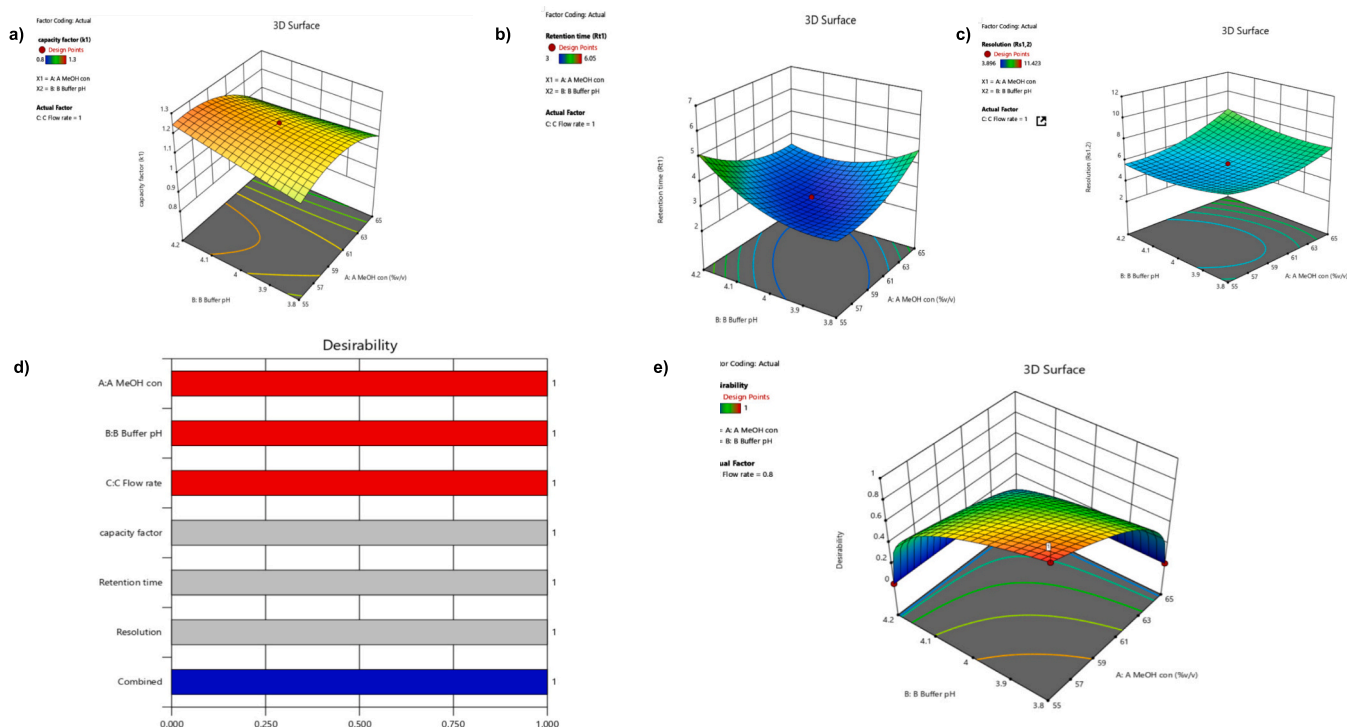 a)
Factor Coding: Actual
3D Surface
capacity factor (k1)
Design Points
0.8 1.3
X1 = A: A MeOH con
X2 = B: B Buffer pH
Actual Factor
C: C Flow rate = 1
1.3
1.2
1.1
1
0.9
0.8
capacity factor (k1)
4.2
4.1
4
3.9
3.8
B: B Buffer pH
55
57
59
61
63
65
A: A MeOH con (%v/v)
b)
Factor Coding: Actual
3D Surface
Retention time (Rt1)
Design Points
3 6.05
X1 = A: A MeOH con
X2 = B: B Buffer pH
Actual Factor
C: C Flow rate = 1
7
6
5
4
3
2
Retention time (Rt1)
4.2
4.1
4
3.9
3.8
B: B Buffer pH
55
57
59
61
63
65
A: A MeOH con (%v/v)
c)
Factor Coding: Actual
3D Surface
Resolution (Rs1,2)
Design Points
3.896 11.423
X1 = A: A MeOH con
X2 = B: B Buffer pH
Actual Factor
C: C Flow rate = 1
12
10
8
6
4
2
Resolution (Rs1,2)
4.2
4.1
4
3.9
3.8
B: B Buffer pH
55
57
59
61
63
65
A: A MeOH con (%v/v)
d)
Desirability
A:A MeOH con 1
B:B Buffer pH 1
C:C Flow rate 1
capacity factor 1
Retention time 1
Resolution 1
Combined 1
0.000 0.250 0.500 0.750 1.000
e)
or Coding: Actual
3D Surface
irability
Design Points
1
= A: A MeOH con
= B: B Buffer pH
ual Factor
Flow rate = 0.8
1
0.8
0.6
0.4
0.2
0
Desirability
4.2
4.1
4
3.9
3.8
B: B Buffer pH
55
57
59
61
63
65
A: A MeOH con (%v/v)